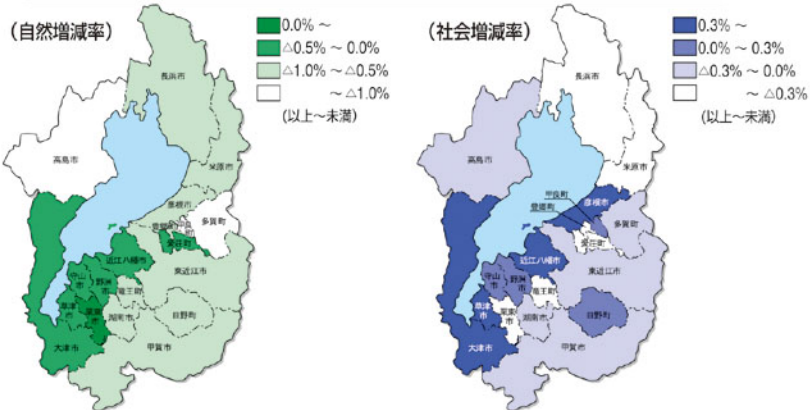 (自然増減率)
0.0% ~
△0.5% ~ 0.0%
△1.0% ~ △0.5%
~ △1.0%
(以上~未満)
長浜市
高島市
米原市
彦根市
多賀町
豊郷町
甲良町
愛荘町
近江八幡市
東近江市
守山市
野洲市
竜王町
草津市
栗東市
湖南市
日野町
大津市
甲賀市
(社会増減率)
0.3% ~
0.0% ~ 0.3%
△0.3% ~ 0.0%
~ △0.3%
(以上~未満)
長浜市
高島市
米原市
甲良町
豊郷町
彦根市
多賀町
愛荘町
近江八幡市
東近江市
守山市
野洲市
竜王町
草津市
栗東市
湖南市
日野町
大津市
甲賀市